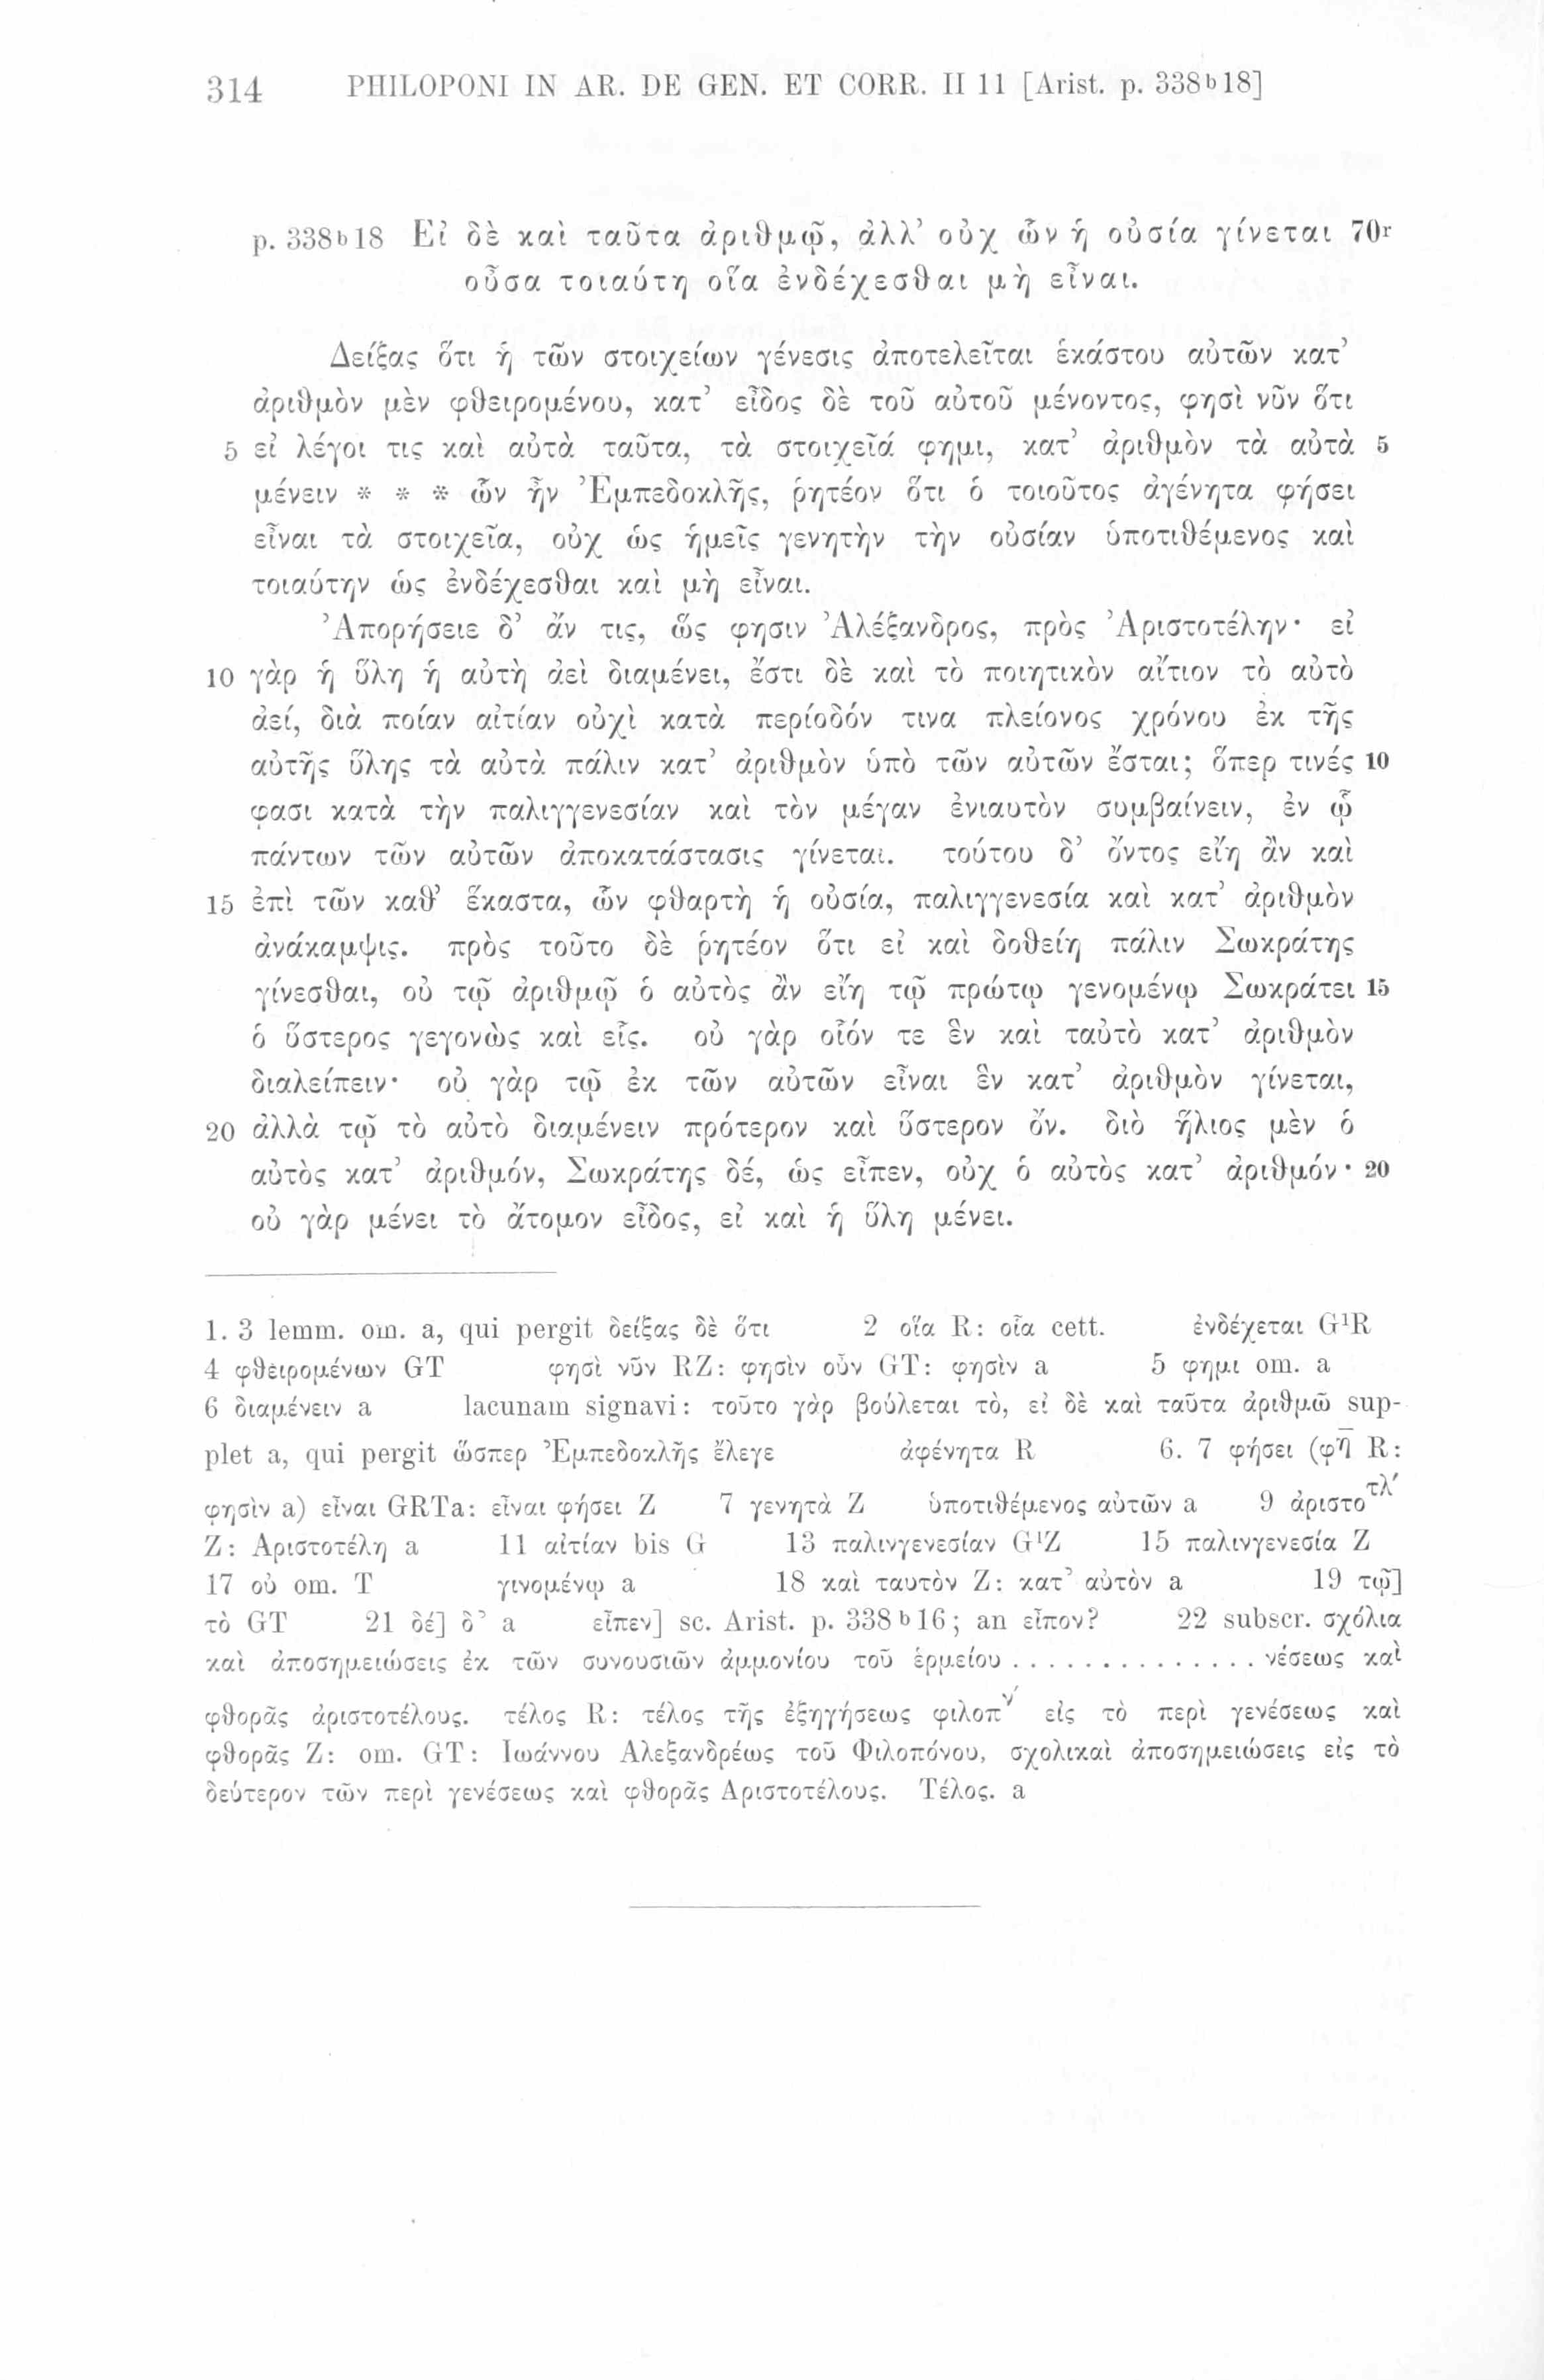 314 PHILOPONI IN AR. DE GEN. ET CORR. II 11 [Arist. p. 338b18]
p. 338b18 Εἰ δὲ καὶ ταῦτα ἀριθμῷ, ἀλλ’ οὐχ ὧν ἡ οὐσία γίνεται 70r
οὖσα τοιαύτη οἵα ἐνδέχεσθαι μὴ εἶναι.
Δείξας ὅτι ἡ τῶν στοιχείων γένεσις ἀποτελεῖται ἑκάστου αὐτῶν κατ’
ἀριθμὸν μὲν φθειρομένου, κατ’ εἶδος δὲ τοῦ αὐτοῦ μένοντος, φησὶ νῦν ὅτι
5 εἰ λέγοι τις καὶ αὐτὰ ταῦτα, τὰ στοιχεῖά φημι, κατ’ ἀριθμὸν τὰ αὐτὰ 5
μένειν * * * ὧν ἦν Ἐμπεδοκλῆς, ῥητέον ὅτι ὁ τοιοῦτος ἀγένητα φήσει
εἶναι τὰ στοιχεῖα, οὐχ ὡς ἡμεῖς γενητὴν τὴν οὐσίαν ὑποτιθέμενος καὶ
τοιαύτην ὡς ἐνδέχεσθαι καὶ μὴ εἶναι.
Ἀπορήσειε δ’ ἄν τις, ὥς φησιν Ἀλέξανδρος, πρὸς Ἀριστοτέλην· εἰ
10 γὰρ ἡ ὕλη ἡ αὐτὴ ἀεὶ διαμένει, ἔστι δὲ καὶ τὸ ποιητικὸν αἴτιον τὸ αὐτὸ
ἀεί, διὰ ποίαν αἰτίαν οὐχὶ κατὰ περίοδόν τινα πλείονος χρόνου ἐκ τῆς
αὐτῆς ὕλης τὰ αὐτὰ πάλιν κατ’ ἀριθμὸν ὑπὸ τῶν αὐτῶν ἔσται; ὅπερ τινές 10
φασι κατὰ τὴν παλιγγενεσίαν καὶ τὸν μέγαν ἐνιαυτὸν συμβαίνειν, ἐν ᾧ
πάντων τῶν αὐτῶν ἀποκατάστασις γίνεται. τούτου δ’ ὄντος εἴη ἂν καὶ
15 ἐπὶ τῶν καθ’ ἕκαστα, ὧν φθαρτὴ ἡ οὐσία, παλιγγενεσία καὶ κατ’ ἀριθμὸν
ἀνάκαμψις. πρὸς τοῦτο δὲ ῥητέον ὅτι εἰ καὶ δοθείη πάλιν Σωκράτης
γίνεσθαι, οὐ τῷ ἀριθμῷ ὁ αὐτὸς ἂν εἴη τῷ πρώτῳ γενομένῳ Σωκράτει 15
ὁ ὕστερος γεγονὼς καὶ εἷς. οὐ γὰρ οἷόν τε ἓν καὶ ταὐτὸ κατ’ ἀριθμὸν
διαλείπειν· οὐ γὰρ τῷ ἐκ τῶν αὐτῶν εἶναι ἓν κατ’ ἀριθμὸν γίνεται,
20 ἀλλὰ τῷ τὸ αὐτὸ διαμένειν πρότερον καὶ ὕστερον ὄν. διὸ ἥλιος μὲν ὁ
αὐτὸς κατ’ ἀριθμόν, Σωκράτης δέ, ὡς εἶπεν, οὐχ ὁ αὐτὸς κατ’ ἀριθμόν· 20
οὐ γὰρ μένει τὸ ἄτομον εἶδος, εἰ καὶ ἡ ὕλη μένει.
1. 3 lemm. om. a, qui pergit δείξας δὲ ὅτι 2 οἵα R: οἷα cett. ἐνδέχεται G¹R
4 φθειρομένων GT φησὶ νῦν RZ: φησὶν οὖν GT: φησὶν a 5 φημι om. a
6 διαμένειν a lacunam signavi: τοῦτο γὰρ βούλεται τὸ, εἰ δὲ καὶ ταῦτα ἀριθμῶ sup-
plet a, qui pergit ὥσπερ Ἐμπεδοκλῆς ἔλεγε ἀφένητα R 6. 7 φήσει (φῆ R:
φησὶν a) εἶναι GRTa: εἶναι φήσει Z 7 γενητὰ Z ὑποτιθέμενος αὐτῶν a 9 ἀριστοτλ´
Z: Ἀριστοτέλη a 11 αἰτίαν bis G 13 παλινγενεσίαν G¹Z 15 παλινγενεσία Z
17 οὐ om. T γινομένῳ a 18 καὶ ταυτὸν Z: κατ’ αὐτὸν a 19 τῷ]
τὸ GT 21 δέ] δ’ a εἶπεν] sc. Arist. p. 338b16; an εἶπον? 22 subscr. σχόλια
καὶ ἀποσημειώσεις ἐκ τῶν συνουσιῶν ἀμμονίου τοῦ ἑρμείου . . . . . . . . . . . . . . νέσεως καὶ
φθορᾶς ἀριστοτέλους. τέλος R: τέλος τῆς ἐξηγήσεως φιλοπν´ εἰς τὸ περὶ γενέσεως καὶ
φθορᾶς Z: om. GT: Ἰωάννου Ἀλεξανδρέως τοῦ Φιλοπόνου, σχολικαὶ ἀποσημειώσεις εἰς τὸ
δεύτερον τῶν περὶ γενέσεως καὶ φθορᾶς Ἀριστοτέλους. Τέλος. a